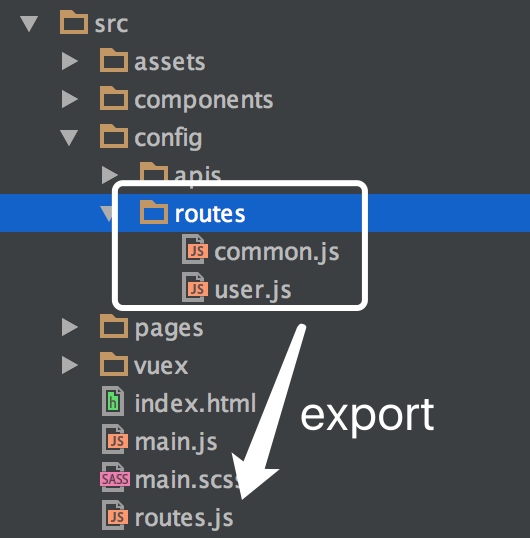 src
assets
components
config
apis
routes
JS common.js
JS user.js
pages
vuex
h index.html
export
JS main.js
SASS main.scss
JS routes.js